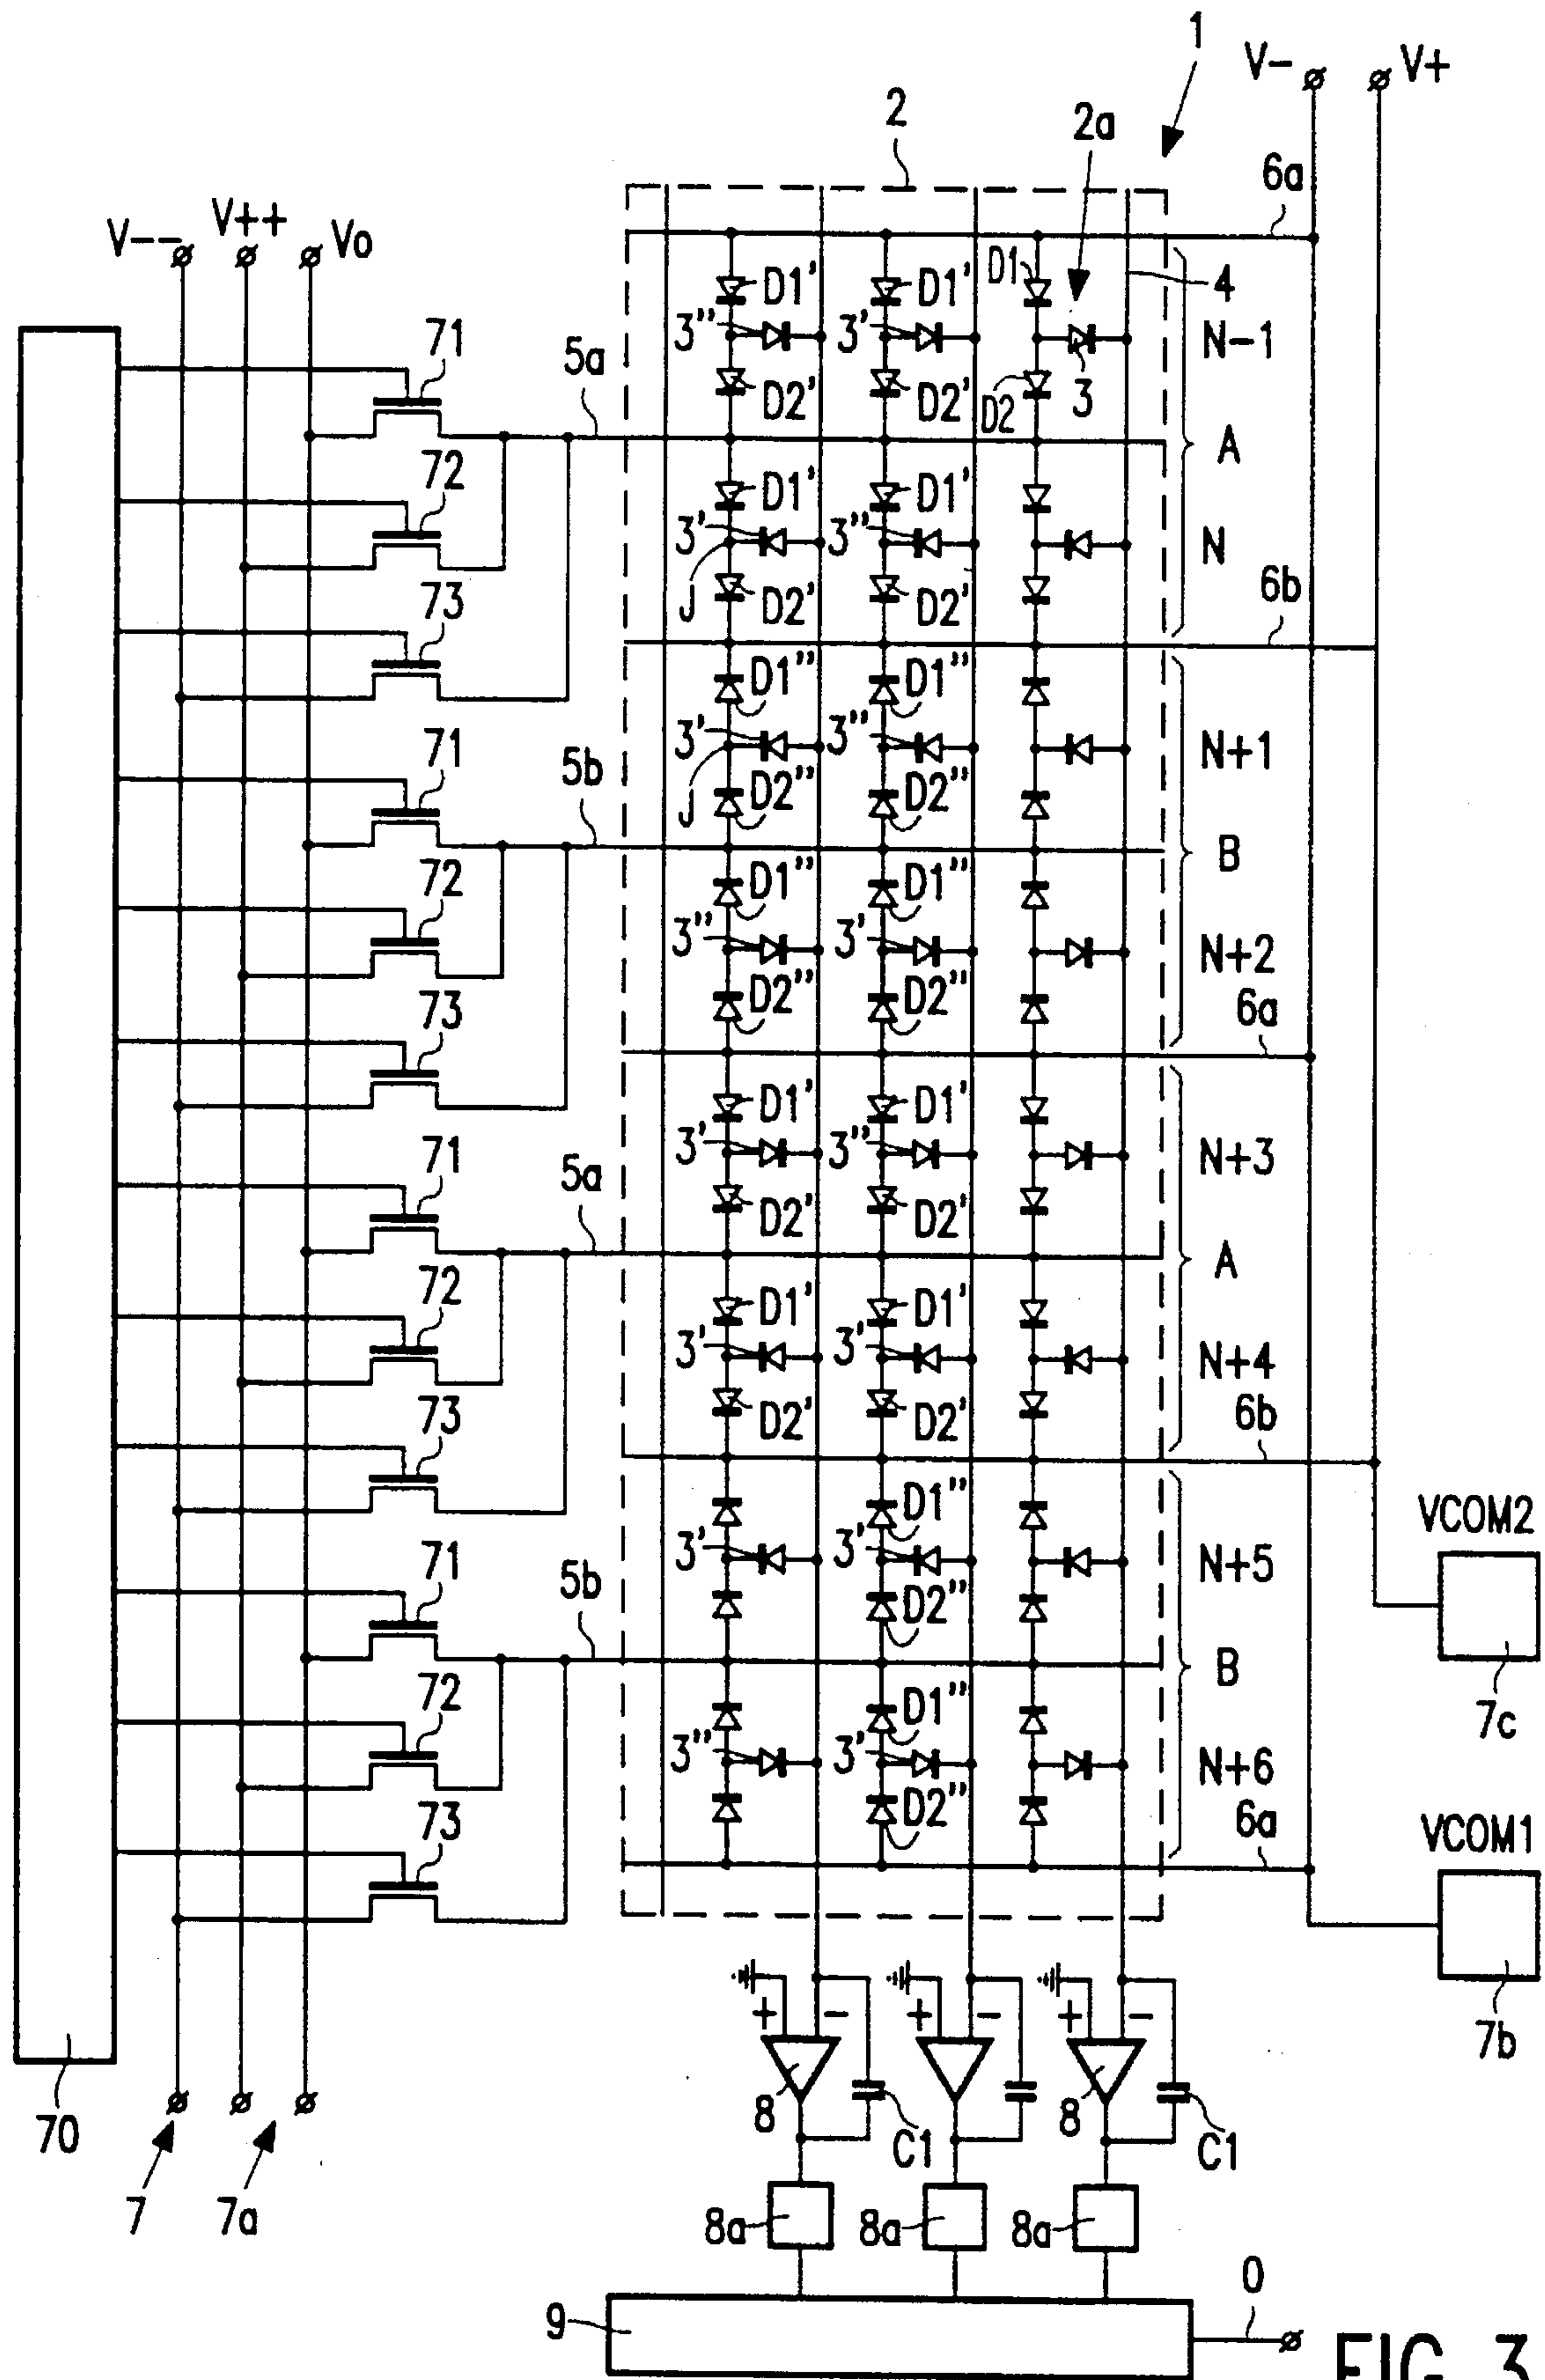 1
V- V+
2 2a
6a
V-- V++ Vo
D1' D1' D1 4
3" 3' N-1
71
5a D2' D2' D2 3
A
72 D1' D1'
3' 3" N
J D2' D2' 6b
73
D1" D1"
3' 3" N+1
71 5b
J D2" D2"
B
72 D1" D1"
3" 3' N+2
D2" D2" 6a
73
D1' D1'
3' 3" N+3
71 5a
D2' D2'
A
72 D1' D1'
3' 3' N+4
D2' D2' 6b
73
D1" VCOM2
3' 3' N+5
71 5b
D2"
B 7c
72 D1"
3" 3' N+6
D2" 6a
73 VCOM1
+ - + - + -
7b
8 8
70 C1 C1
7 7a
8a 8a 8a
0
9
FIG. 3